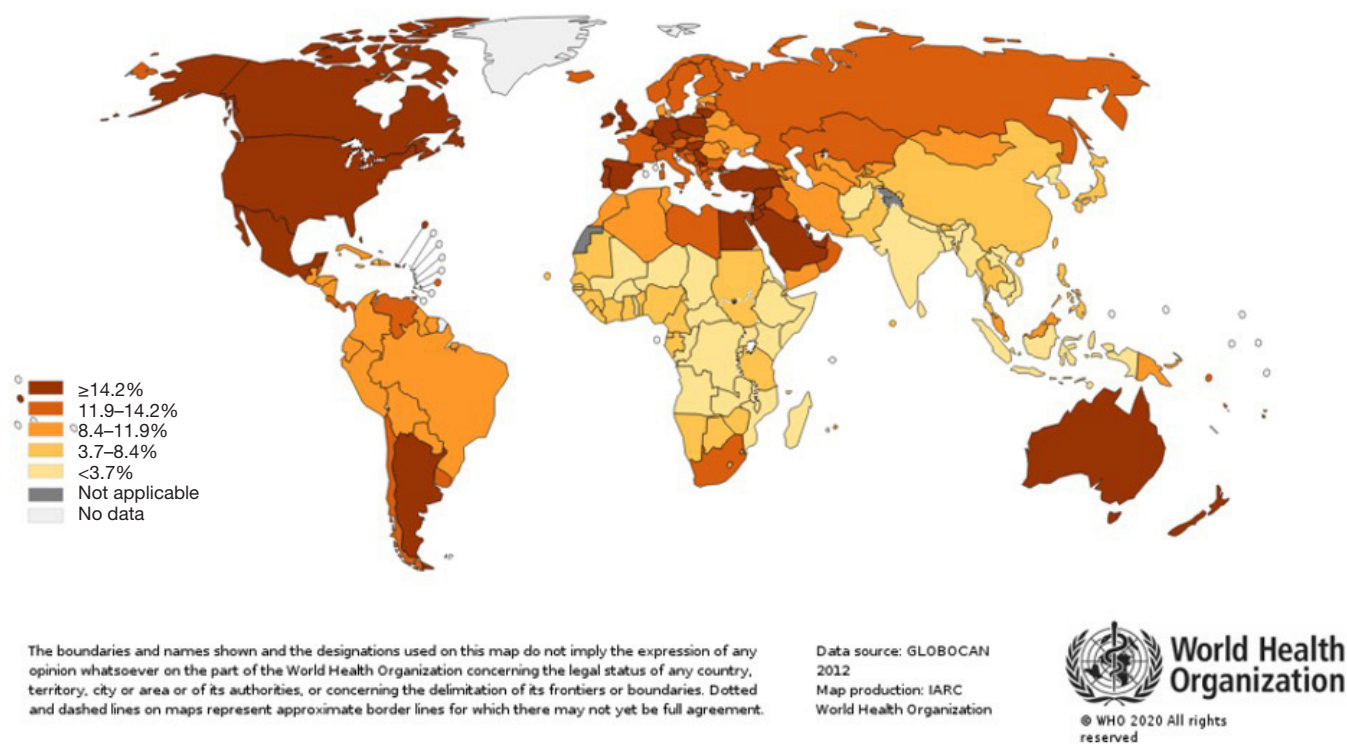 ≥14.2%
11.9–14.2%
8.4–11.9%
3.7–8.4%
<3.7%
Not applicable
No data
The boundaries and names shown and the designations used on this map do not imply the expression of any
opinion whatsoever on the part of the World Health Organization concerning the legal status of any country,
territory, city or area or of its authorities, or concerning the delimitation of its frontiers or boundaries. Dotted
and dashed lines on maps represent approximate border lines for which there may not yet be full agreement.
Data source: GLOBOCAN
2012
Map production: IARC
World Health Organization
World Health
Organization
© WHO 2020 All rights
reserved